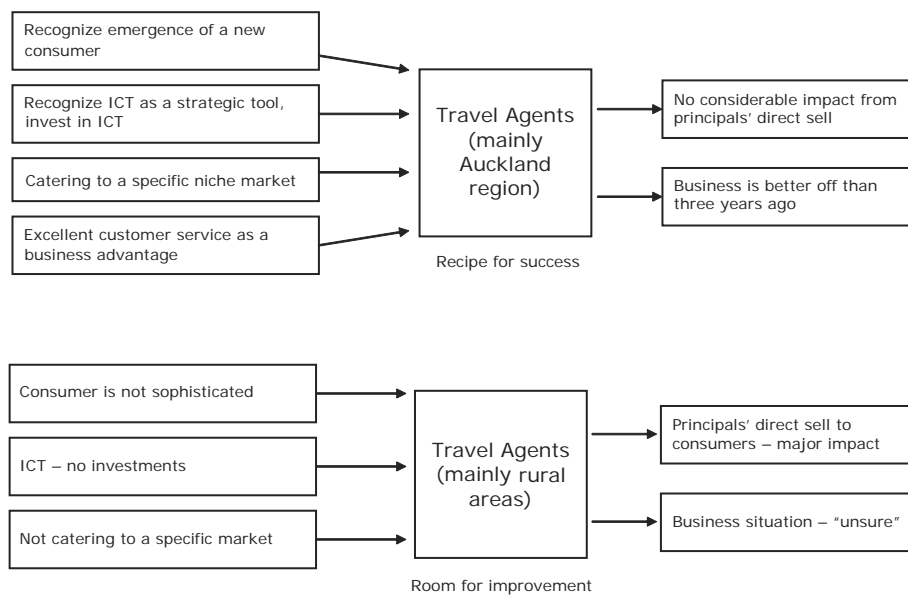 Recognize emergence of a new
consumer
Recognize ICT as a strategic tool,
invest in ICT
Catering to a specific niche market
Excellent customer service as a
business advantage
Travel Agents
(mainly
Auckland
region)
Recipe for success
No considerable impact from
principals’ direct sell
Business is better off than
three years ago
Consumer is not sophisticated
ICT – no investments
Not catering to a specific market
Travel Agents
(mainly rural
areas)
Room for improvement
Principals’ direct sell to
consumers – major impact
Business situation – “unsure”